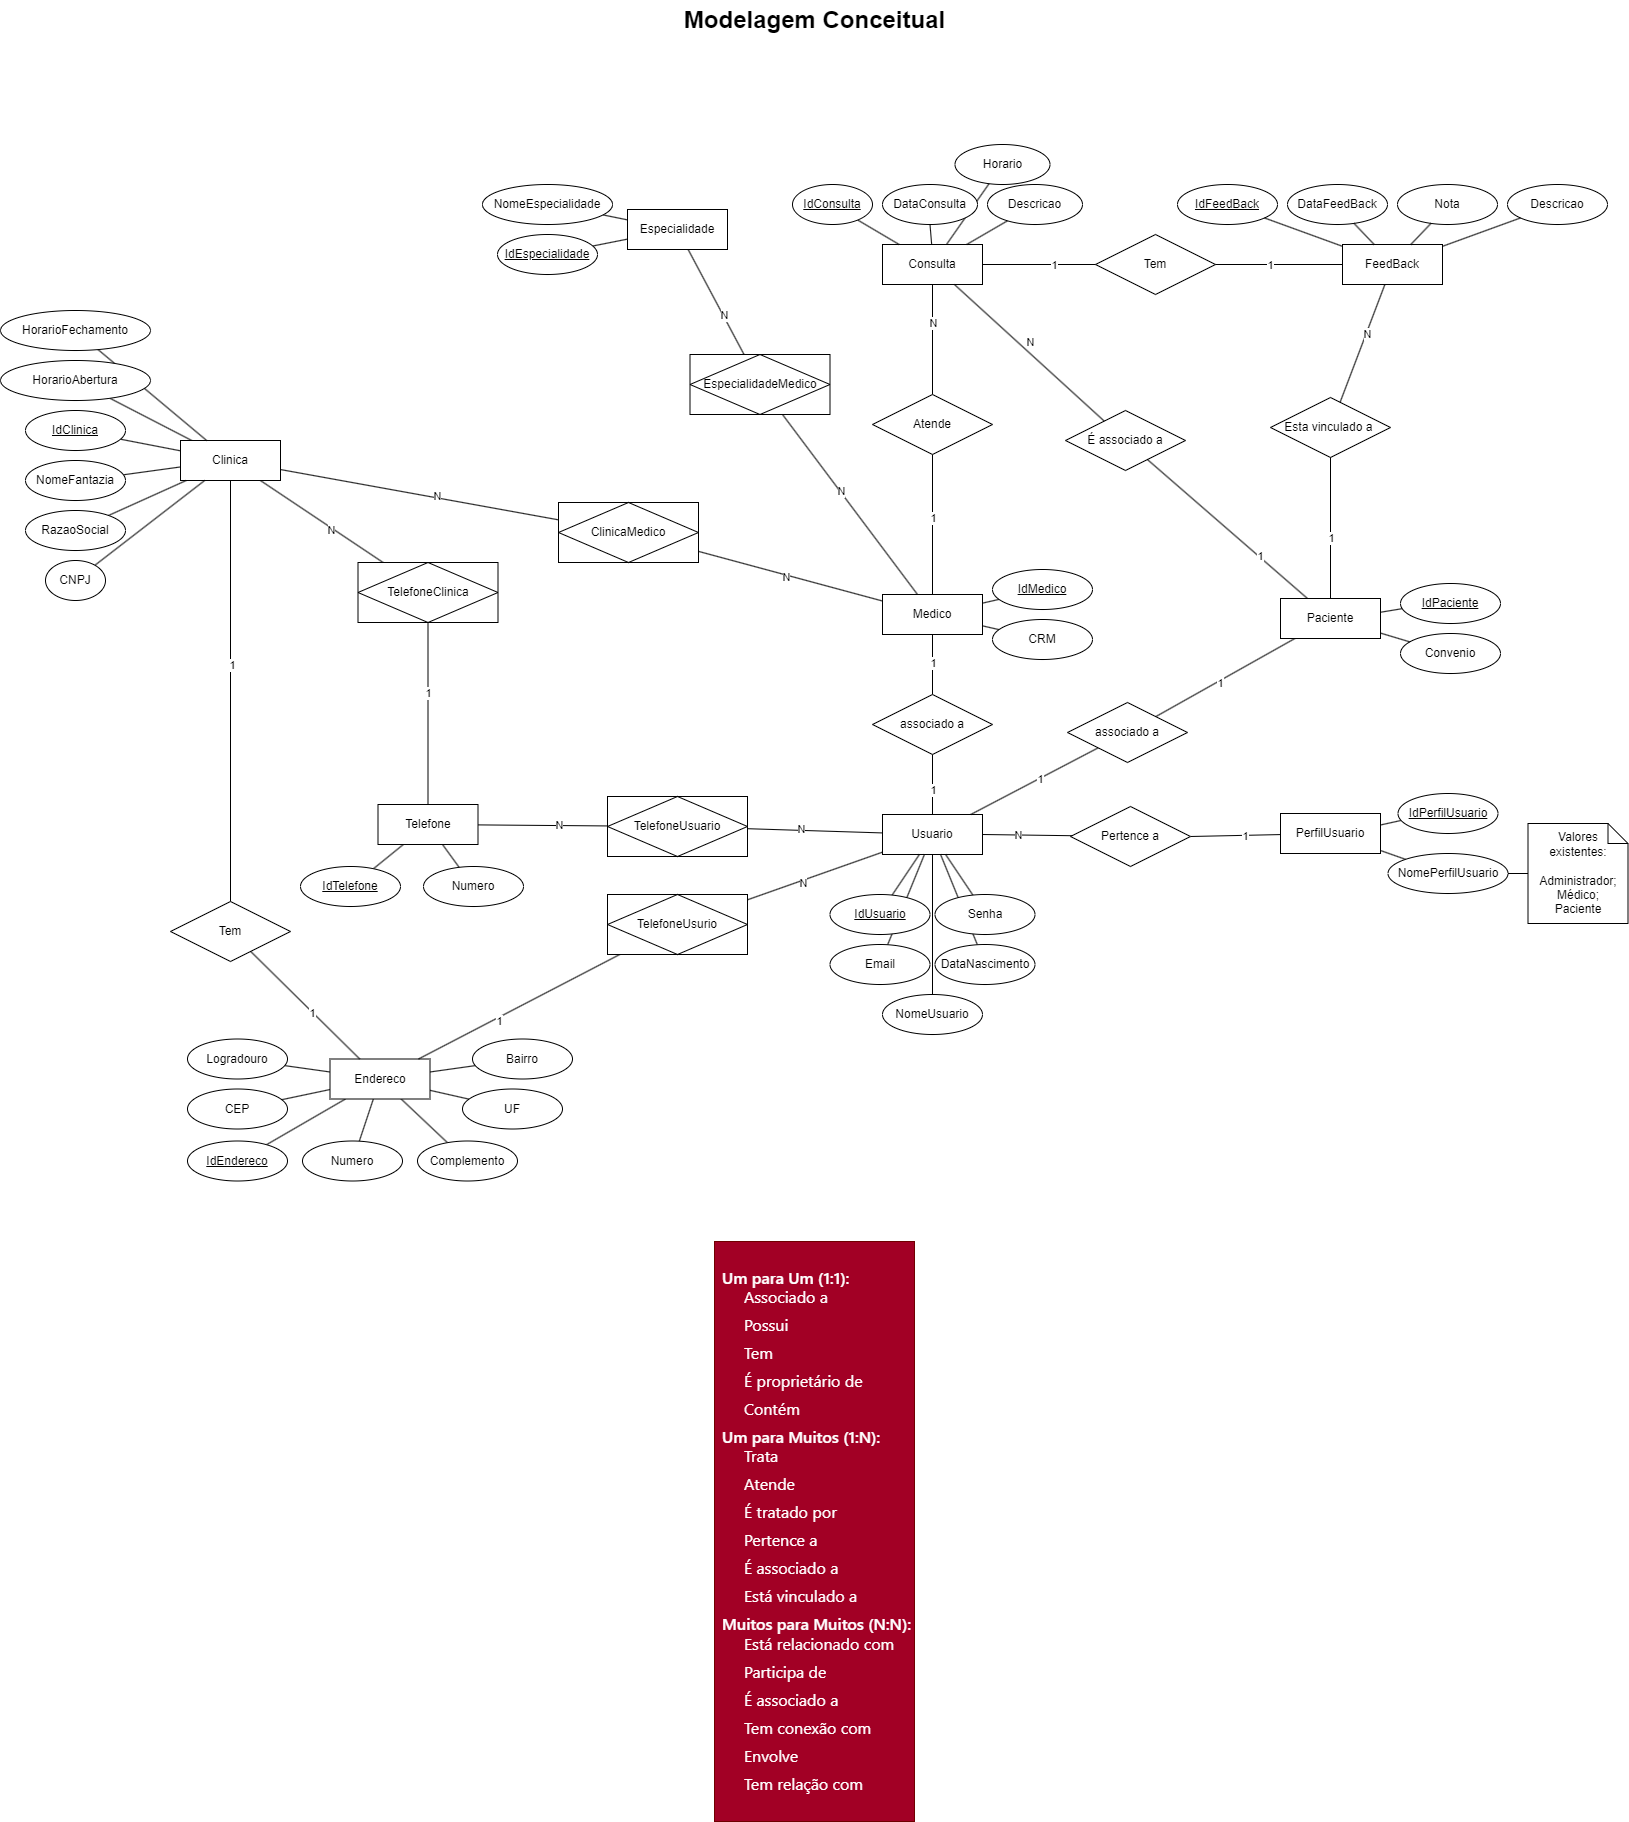 Modelagem Conceitual
Horario
NomeEspecialidade
IdConsulta
DataConsulta
Descricao
IdFeedBack
DataFeedBack
Nota
Descricao
Especialidade
IdEspecialidade
Consulta
1
Tem
1
FeedBack
N
N
N
N
HorarioFechamento
HorarioAbertura
EspecialidadeMedico
IdClinica
Atende
É associado a
Esta vinculado a
Clinica
NomeFantazia
N
N
RazaoSocial
N
ClinicaMedico
1
1
1
CNPJ
TelefoneClinica
N
IdMedico
Medico
CRM
IdPaciente
Paciente
Convenio
1
1
1
1
associado a
associado a
1
1
Telefone
N
TelefoneUsuario
N
Usuario
N
Pertence a
1
PerfilUsuario
IdPerfilUsuario
NomePerfilUsuario
Valores
existentes:
Administrador;
Médico;
Paciente
IdTelefone
Numero
N
TelefoneUsurio
IdUsuario
Senha
Tem
Email
DataNascimento
NomeUsuario
1
1
Logradouro
Bairro
Endereco
CEP
UF
IdEndereco
Numero
Complemento
Um para Um (1:1):
Associado a
Possui
Tem
É proprietário de
Contém
Um para Muitos (1:N):
Trata
Atende
É tratado por
Pertence a
É associado a
Está vinculado a
Muitos para Muitos (N:N):
Está relacionado com
Participa de
É associado a
Tem conexão com
Envolve
Tem relação com